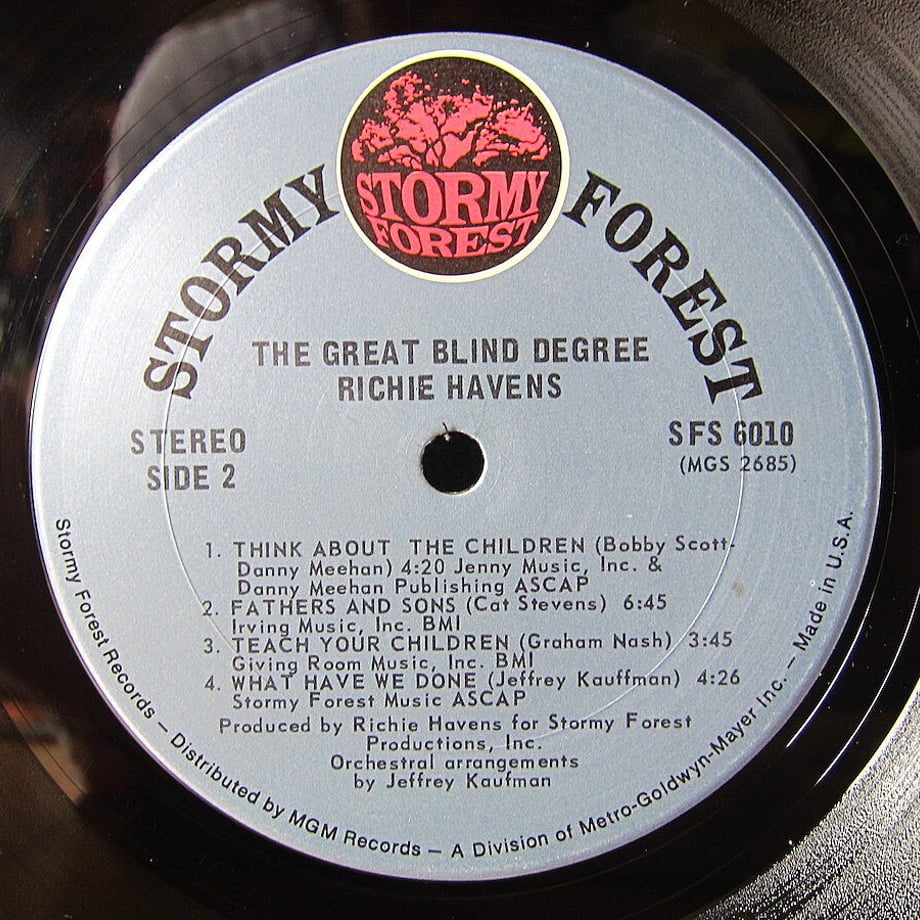 STORMY
FOREST
STORMY FOREST
THE GREAT BLIND DEGREE
RICHIE HAVENS
STEREO
SIDE 2
SFS 6010
(MGS 2685)
1. THINK ABOUT THE CHILDREN (Bobby Scott-
Danny Meehan) 4:20 Jenny Music, Inc. &
Danny Meehan Publishing ASCAP
2. FATHERS AND SONS (Cat Stevens) 6:45
Irving Music, Inc. BMI
3. TEACH YOUR CHILDREN (Graham Nash) 3:45
Giving Room Music, Inc. BMI
4. WHAT HAVE WE DONE (Jeffrey Kauffman) 4:26
Stormy Forest Music ASCAP
Produced by Richie Havens for Stormy Forest
Productions, Inc.
Orchestral arrangements
by Jeffrey Kaufman
Stormy Forest Records – Distributed by MGM Records – A Division of Metro-Goldwyn-Mayer Inc. – Made in U.S.A.